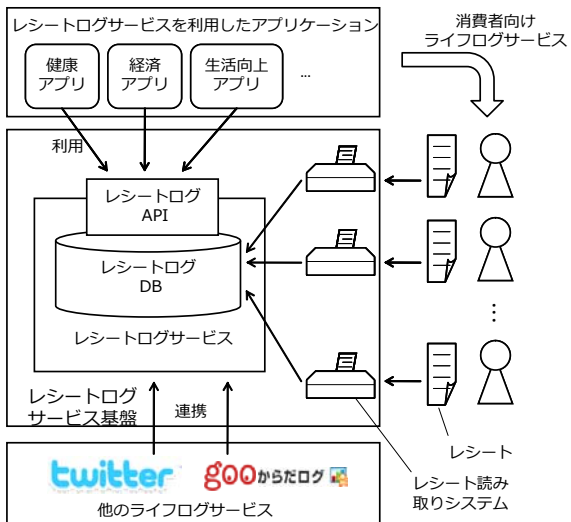 レシートログサービスを利用したアプリケーション
健康
アプリ
経済
アプリ
生活向上
アプリ
...
消費者向け
ライフログサービス
利用
レシートログ
API
レシートログ
DB
レシートログサービス
レシートログ
サービス基盤
連携
...
レシート
レシート読み
取りシステム
twitter
gooからだログ
他のライフログサービス